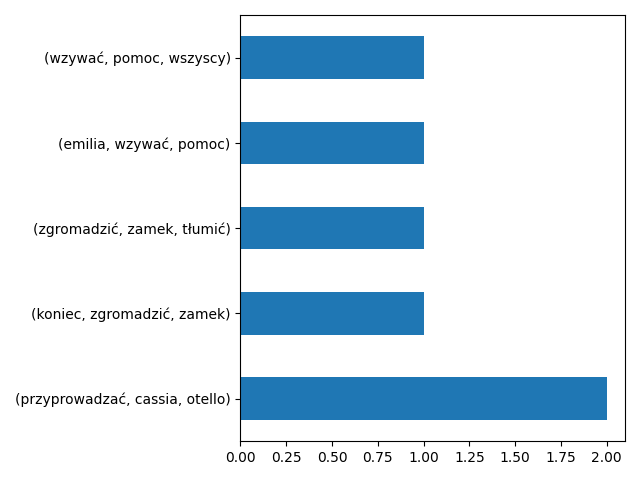 (wzywać, pomoc, wszyscy)
(emilia, wzywać, pomoc)
(zgromadzić, zamek, tłumić)
(koniec, zgromadzić, zamek)
(przyprowadzać, cassia, otello)
0.00 0.25 0.50 0.75 1.00 1.25 1.50 1.75 2.00